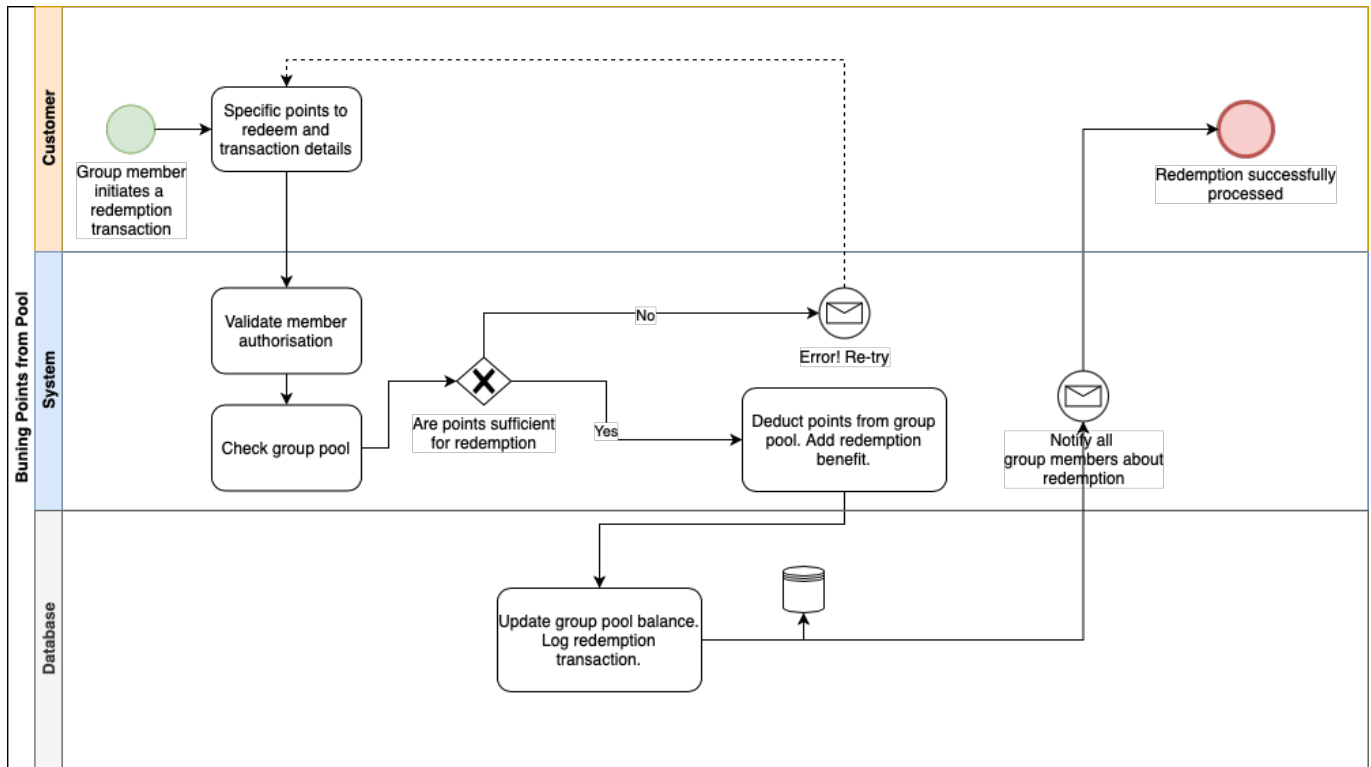 Buning Points from Pool
Customer
Group member
initiates a
redemption
transaction
Specific points to
redeem and
transaction details
Redemption successfully
processed
System
Validate member
authorisation
Check group pool
Are points sufficient
for redemption
No
Yes
Error! Re-try
Deduct points from group
pool. Add redemption
benefit.
Notify all
group members about
redemption
Database
Update group pool balance.
Log redemption
transaction.